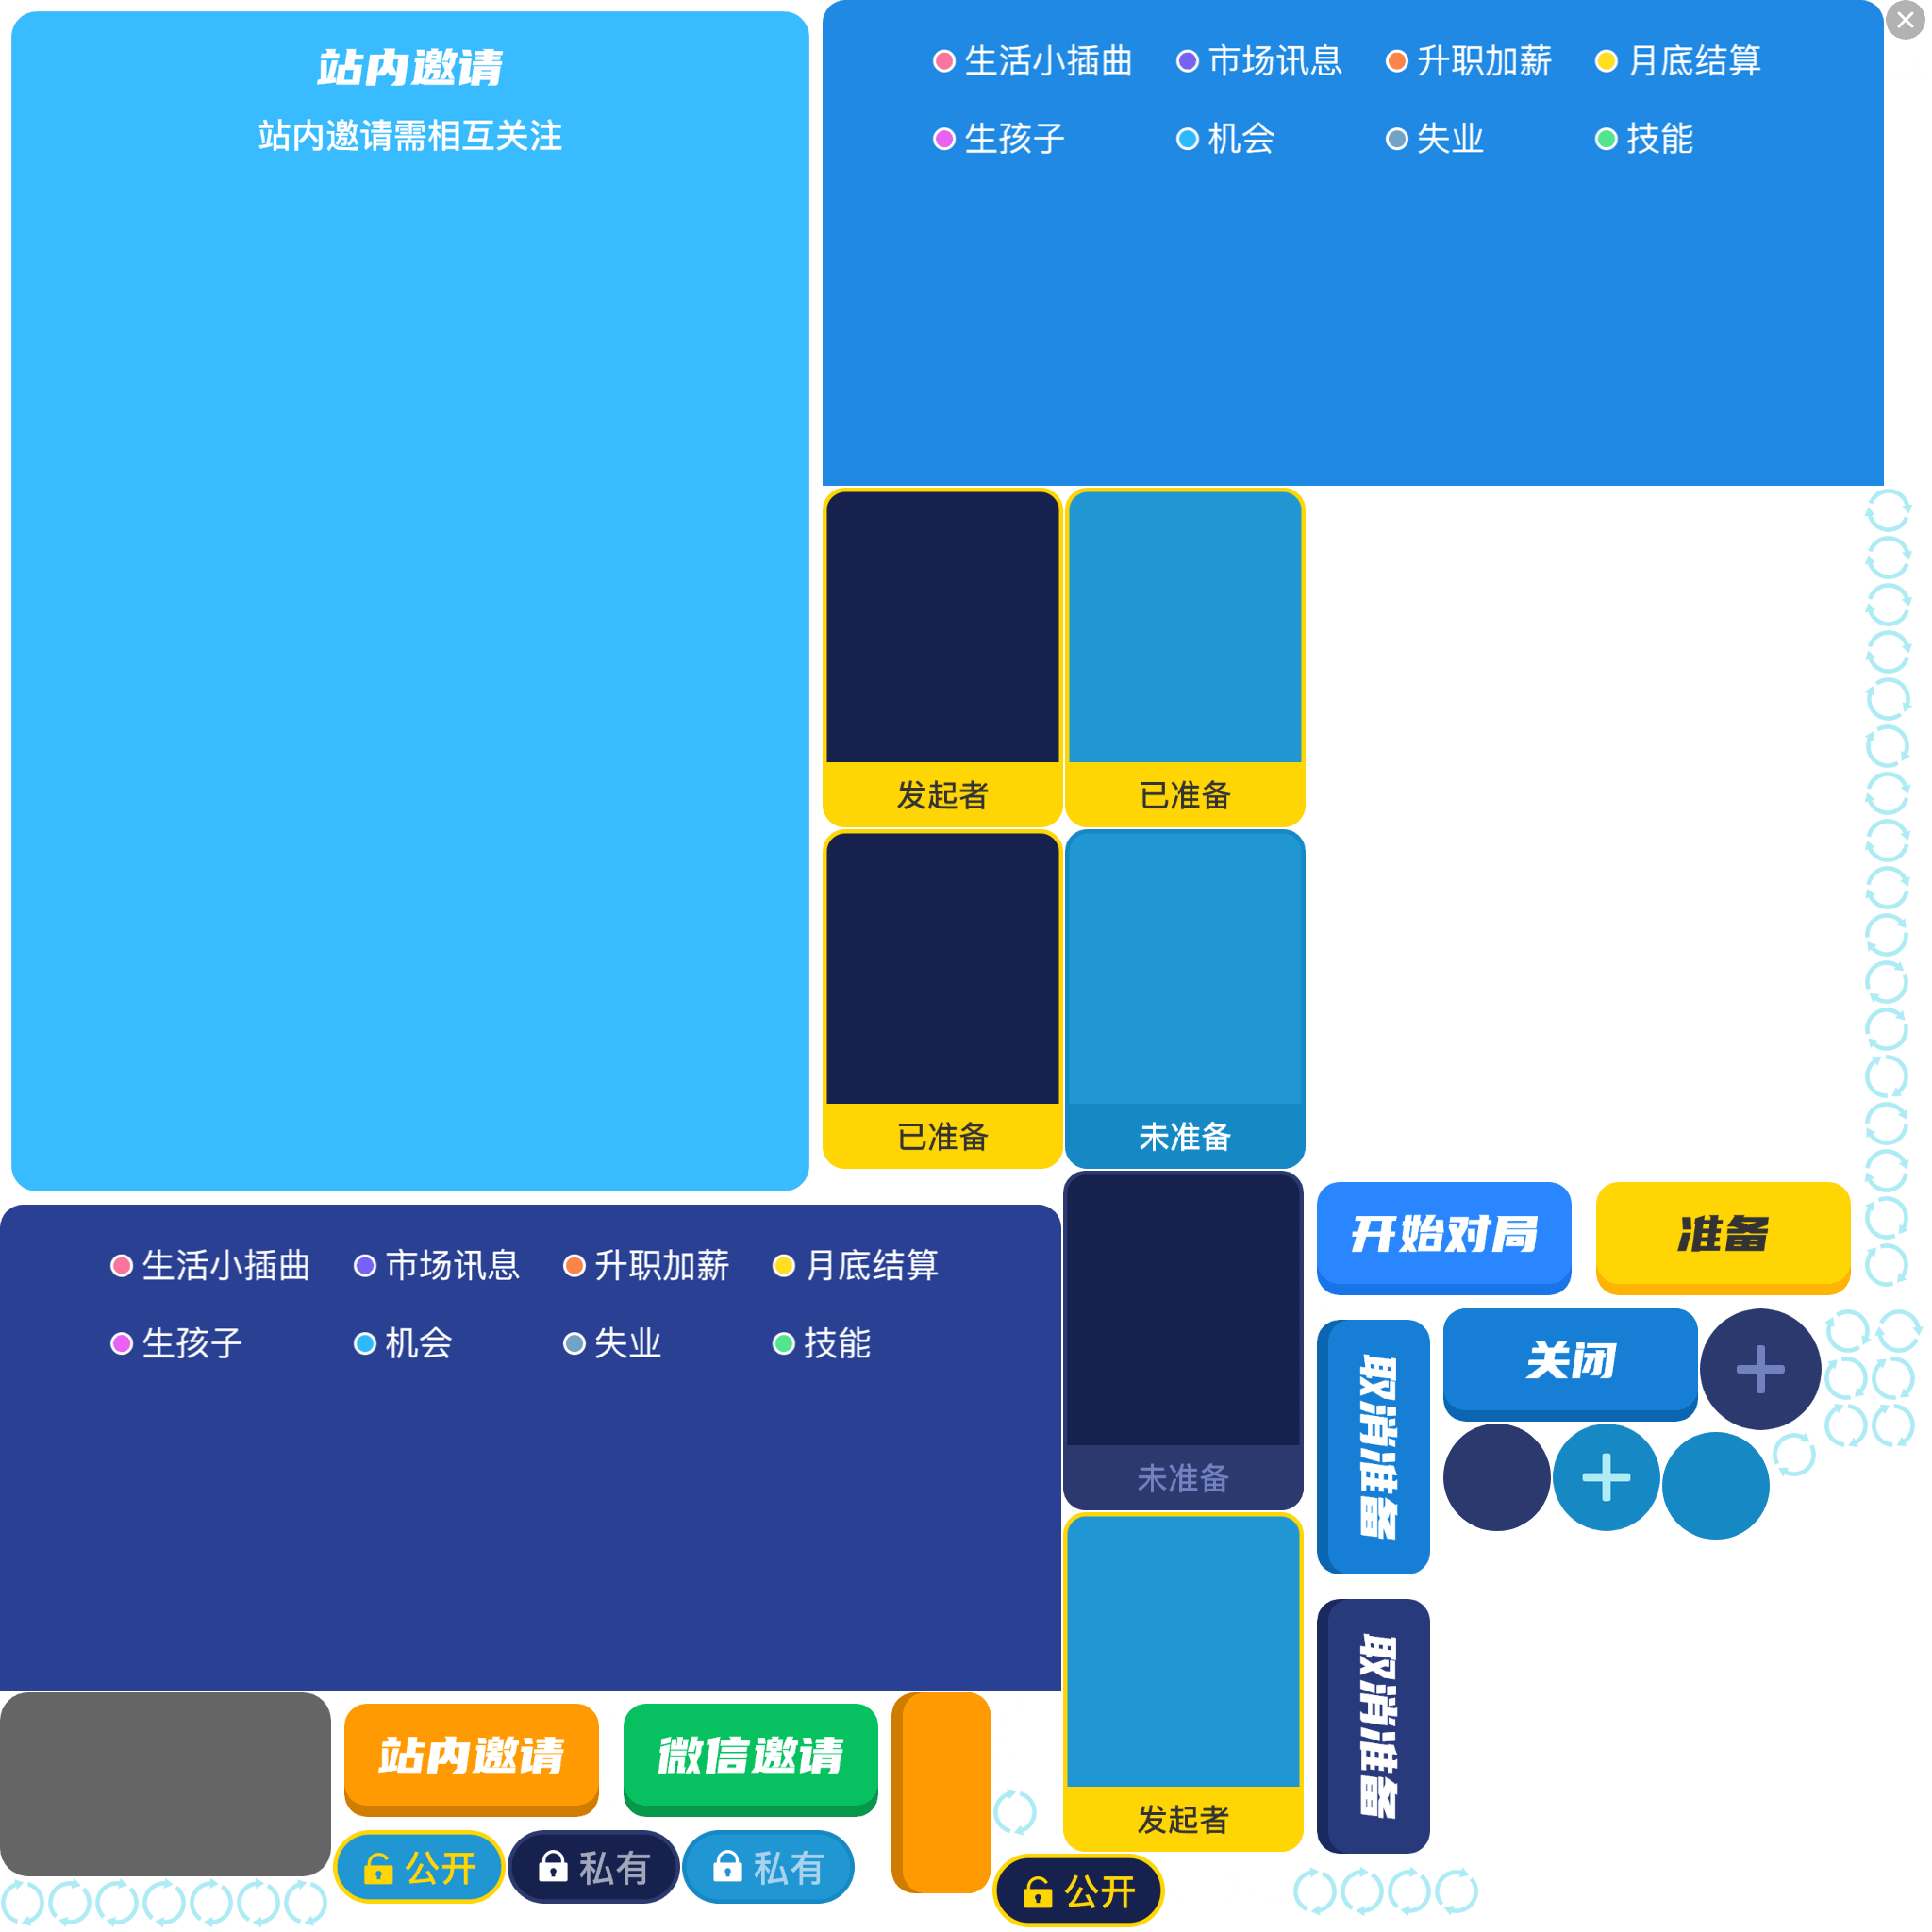 站内邀请
站内邀请需相互关注
生活小插曲 市场讯息 升职加薪 月底结算
生孩子 机会 失业 技能
发起者 已准备
已准备 未准备
开始对局 准备
生活小插曲 市场讯息 升职加薪 月底结算
生孩子 机会 失业 技能
关闭
取消准备
未准备
取消准备
站内邀请 微信邀请
发起者
公开 私有 私有
公开